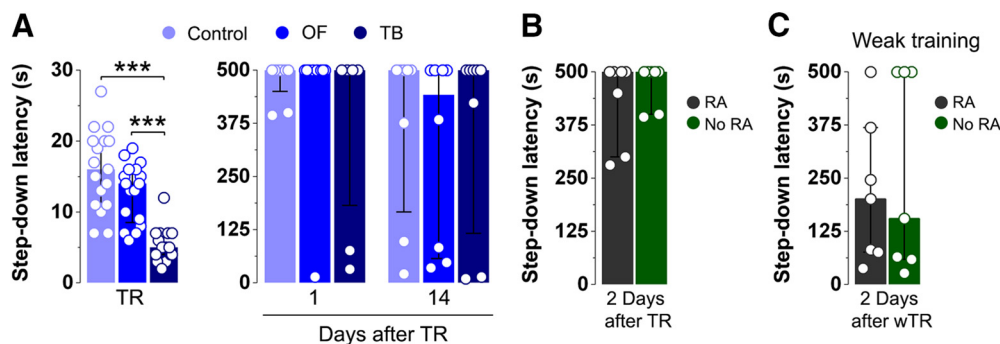 A
Control OF TB
Step-down latency (s)
30
20
10
0
***
***
TR
500
375
250
125
0
1 14
Days after TR
B
Step-down latency (s)
500
375
250
125
0
RA
No RA
2 Days
after TR
C
Weak training
Step-down latency (s)
500
375
250
125
0
RA
No RA
2 Days
after wTR